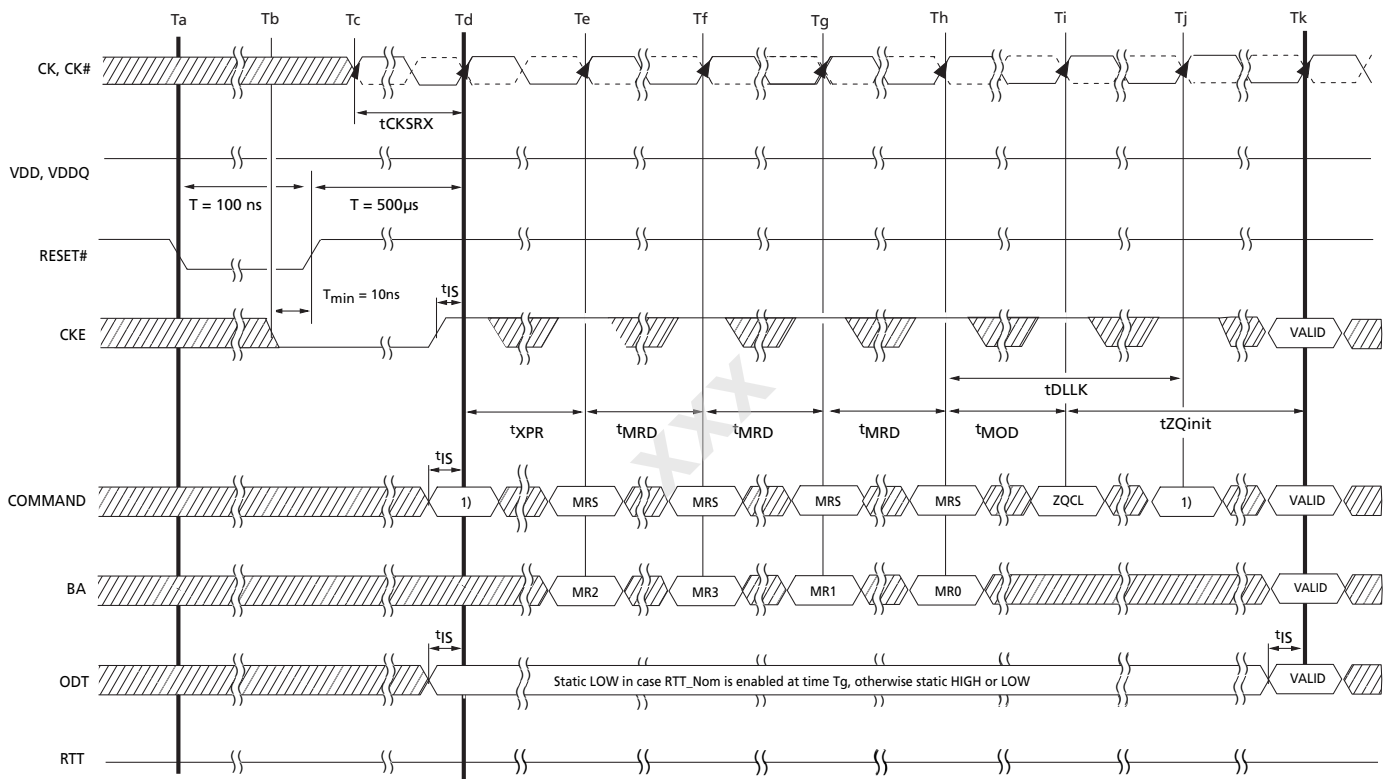 Ta Tb Tc Td Te Tf Tg Th Ti Tj Tk
CK, CK#
tCKSRX
VDD, VDDQ
T = 100 ns T = 500µs
RESET#
Tmin = 10ns tIS
CKE VALID
tDLLK
tXPR tMRD tMRD tMRD tMOD tZQinit
XXX
tIS
COMMAND 1) MRS MRS MRS MRS ZQCL 1) VALID
BA MR2 MR3 MR1 MR0 VALID
tIS tIS
ODT Static LOW in case RTT_Nom is enabled at time Tg, otherwise static HIGH or LOW VALID
RTT